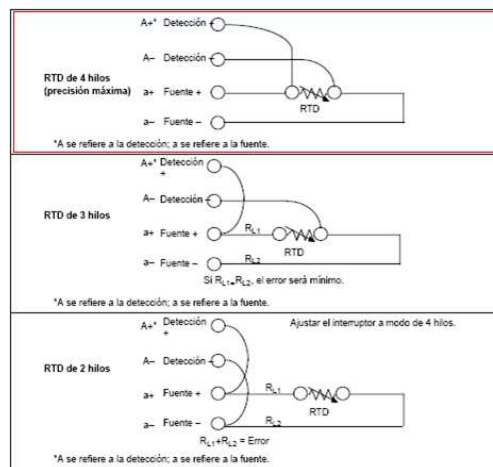 A+* Detección +
A– Detección –
RTD de 4 hilos
(precisión máxima)
a+ Fuente +
RTD
a– Fuente –
*A se refiere a la detección; a se refiere a la fuente.
A+* Detección
+
A– Detección –
RTD de 3 hilos
a+ Fuente +
RL1
RTD
a– Fuente –
RL2
Si RL1=RL2, el error será mínimo.
*A se refiere a la detección; a se refiere a la fuente.
A+* Detección
+
Ajustar el interruptor a modo de 4 hilos.
A– Detección –
RTD de 2 hilos
a+ Fuente +
RL1
RTD
a– Fuente –
RL2
RL1+RL2 = Error
*A se refiere a la detección; a se refiere a la fuente.